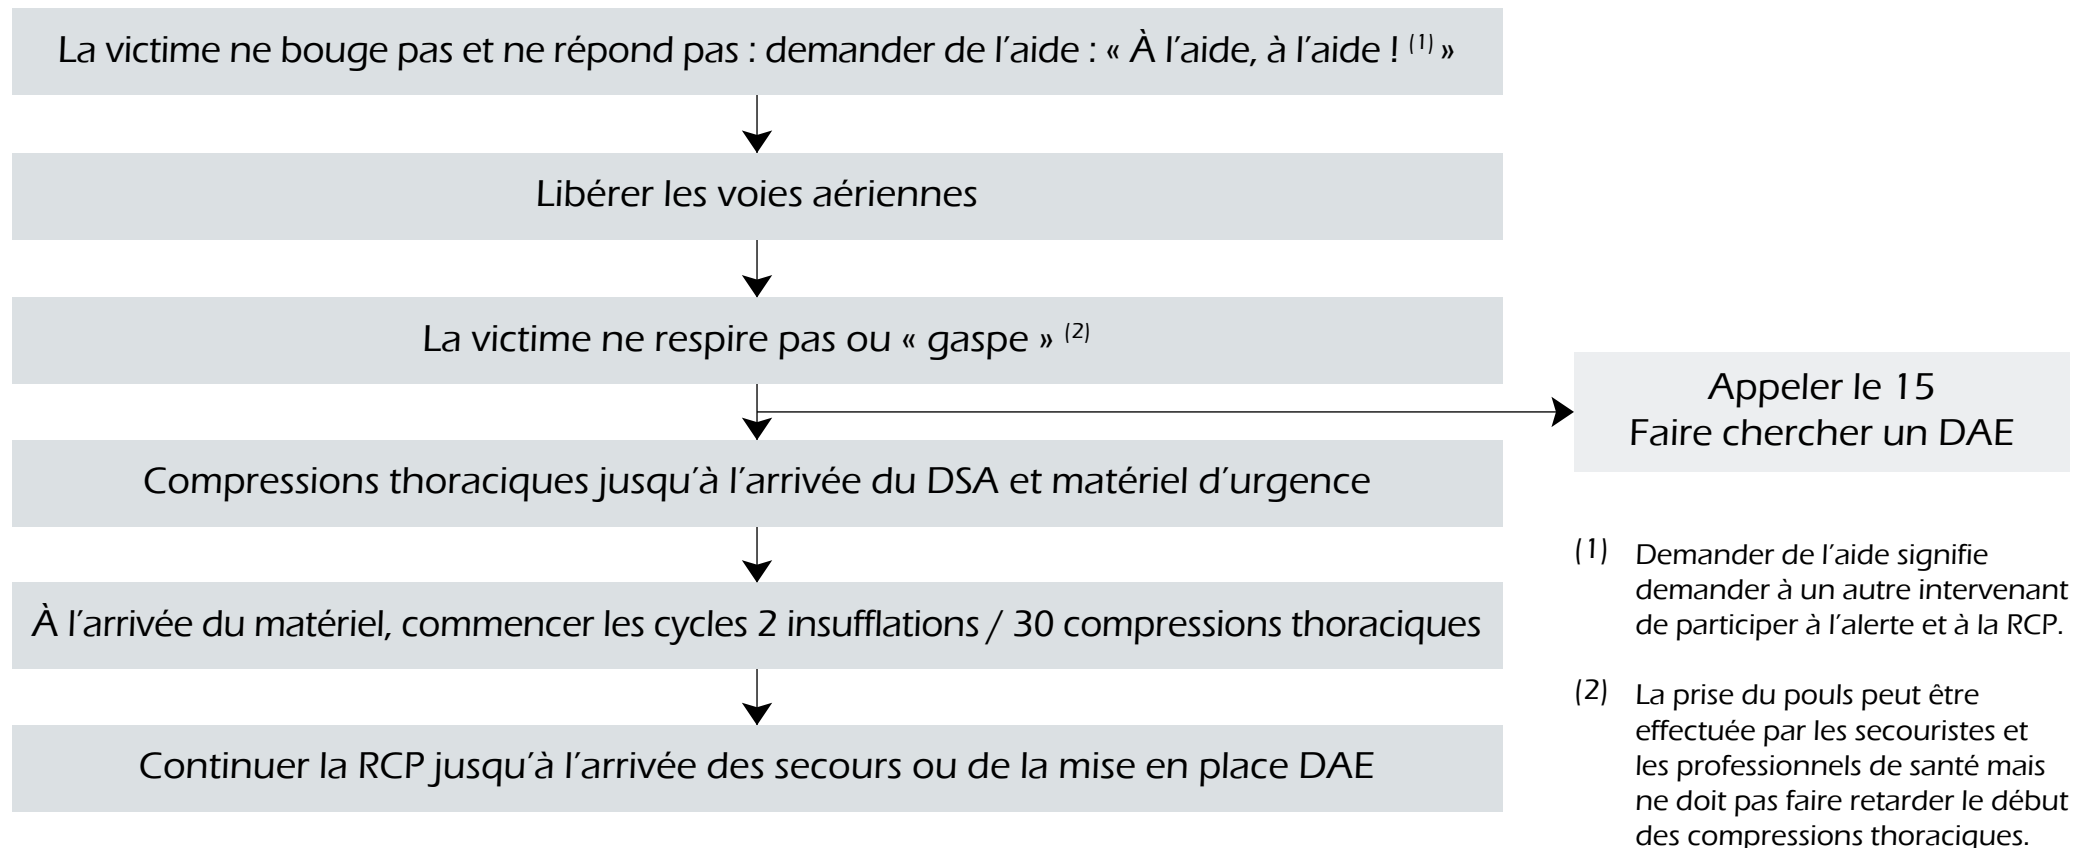 La victime ne bouge pas et ne répond pas : demander de l’aide : « À l’aide, à l’aide ! (1) »
Libérer les voies aériennes
La victime ne respire pas ou « gaspe » (2)
Appeler le 15
Faire chercher un DAE
Compressions thoraciques jusqu’à l’arrivée du DSA et matériel d’urgence
À l’arrivée du matériel, commencer les cycles 2 insufflations / 30 compressions thoraciques
Continuer la RCP jusqu’à l’arrivée des secours ou de la mise en place DAE
(1) Demander de l’aide signifie
demander à un autre intervenant
de participer à l’alerte et à la RCP.
(2) La prise du pouls peut être
effectuée par les secouristes et
les professionnels de santé mais
ne doit pas faire retarder le début
des compressions thoraciques.